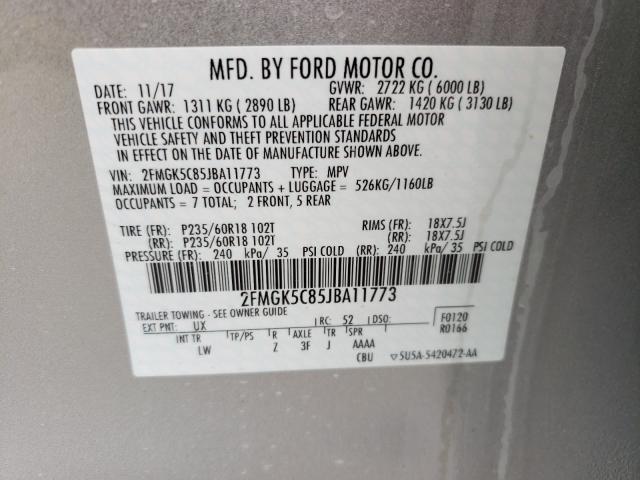 MFD. BY FORD MOTOR CO.
DATE: 11/17 GVWR: 2722 KG ( 6000 LB)
FRONT GAWR: 1311 KG ( 2890 LB) REAR GAWR: 1420 KG ( 3130 LB)
THIS VEHICLE CONFORMS TO ALL APPLICABLE FEDERAL MOTOR
VEHICLE SAFETY AND THEFT PREVENTION STANDARDS
IN EFFECT ON THE DATE OF MANUFACTURE SHOWN ABOVE.
VIN: 2FMGK5C85JBA11773 TYPE: MPV
MAXIMUM LOAD = OCCUPANTS + LUGGAGE = 526KG/1160LB
OCCUPANTS = 7 TOTAL; 2 FRONT, 5 REAR
TIRE (FR): P235/60R18 102T RIMS (FR): 18X7.5J
(RR): P235/60R18 102T (RR): 18X7.5J
PRESSURE (FR): 240 kPa/ 35 PSI COLD (RR): 240 kPa/ 35 PSI COLD
2FMGK5C85JBA11773
TRAILER TOWING - SEE OWNER GUIDE
EXT PNT: UX RC: 52 DSO: F0120
INT TR TP/PS R AXLE TR SPR R0166
LW Z 3F J AAAA
CBU ▽5U5A-5420472-AA